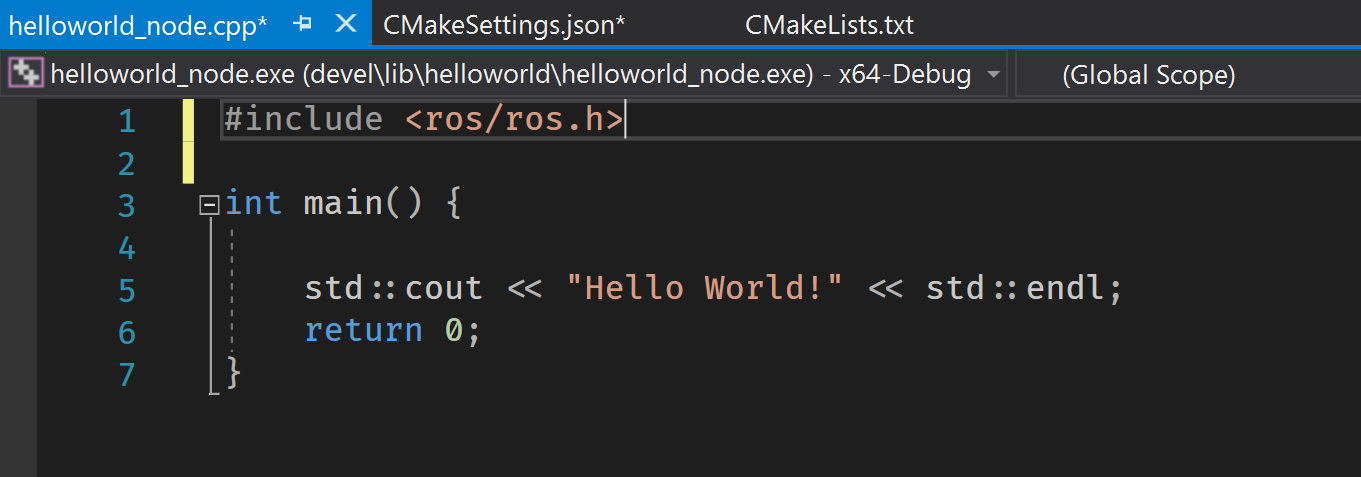 helloworld_node.cpp* CMakeSettings.json* CMakeLists.txt
helloworld_node.exe (devel\lib\helloworld\helloworld_node.exe) - x64-Debug (Global Scope)
1 #include <ros/ros.h>
2
3 int main() {
4
5 std::cout << "Hello World!" << std::endl;
6 return 0;
7 }